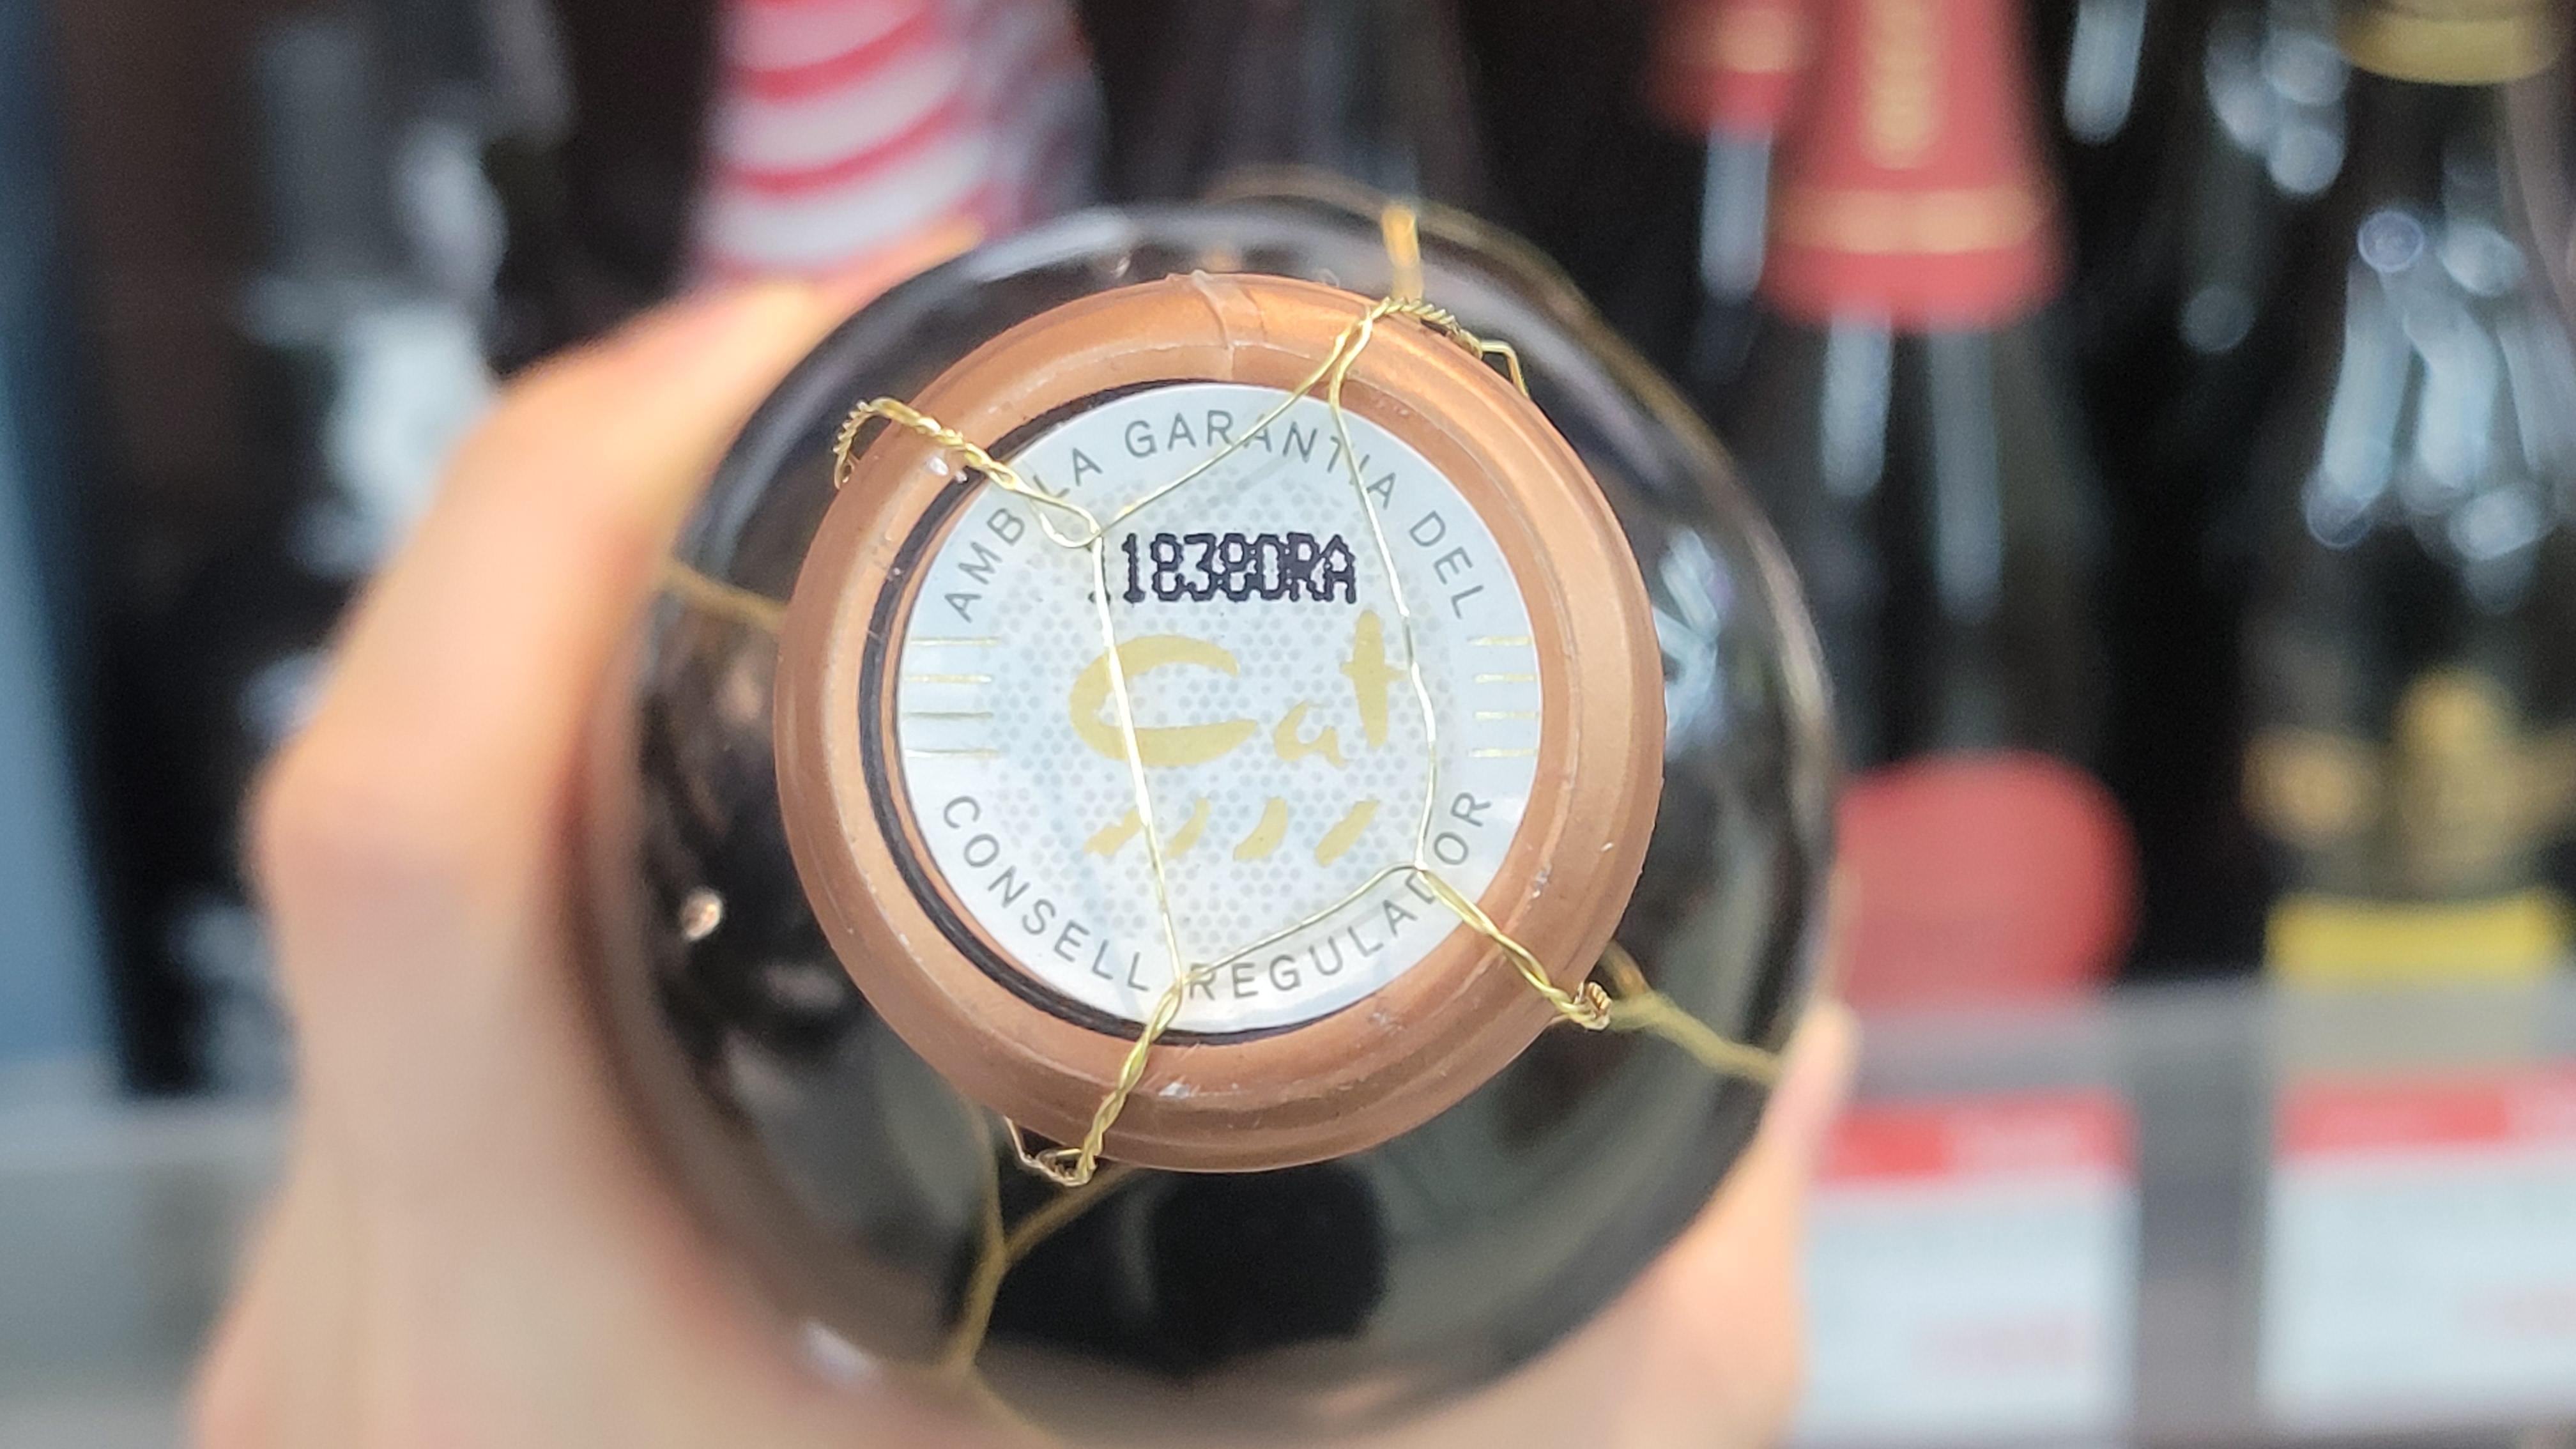 AMB LA GARANTIA DEL
.18380RA
Cat
CONSELL REGULADOR